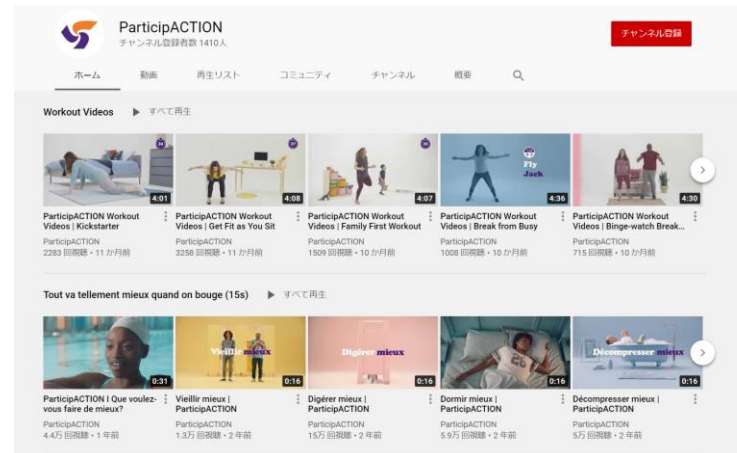 ParticipACTION
チャンネル登録者数 1410人
チャンネル登録
ホーム 動画 再生リスト コミュニティ チャンネル 概要
Workout Videos ▶ すべて再生
Fly
Jack
4:01 4:08 4:07 4:36 4:30
ParticipACTION Workout Videos | Kickstarter
ParticipACTION
2283 回視聴・11 か月前
ParticipACTION Workout Videos | Get Fit as You Sit
ParticipACTION
3258 回視聴・11 か月前
ParticipACTION Workout Videos | Family First Workout
ParticipACTION
1509 回視聴・10 か月前
ParticipACTION Workout Videos | Break from Busy
ParticipACTION
1008 回視聴・10 か月前
ParticipACTION Workout Videos | Binge-watch Break...
ParticipACTION
715 回視聴・10 か月前
Tout va tellement mieux quand on bouge (15s) ▶ すべて再生
Vieillir mieux
Digérer mieux
Décompresser mieux
0:31 0:16 0:16 0:16 0:16
ParticipACTION I Que voulez-vous faire de mieux?
ParticipACTION
4.4万 回視聴・1 年前
Vieillir mieux | ParticipACTION
ParticipACTION
1.3万 回視聴・2 年前
Digérer mieux | ParticipACTION
ParticipACTION
15万 回視聴・2 年前
Dormir mieux | ParticipACTION
ParticipACTION
5.9万 回視聴・2 年前
Décompresser mieux | ParticipACTION
ParticipACTION
5万 回視聴・2 年前